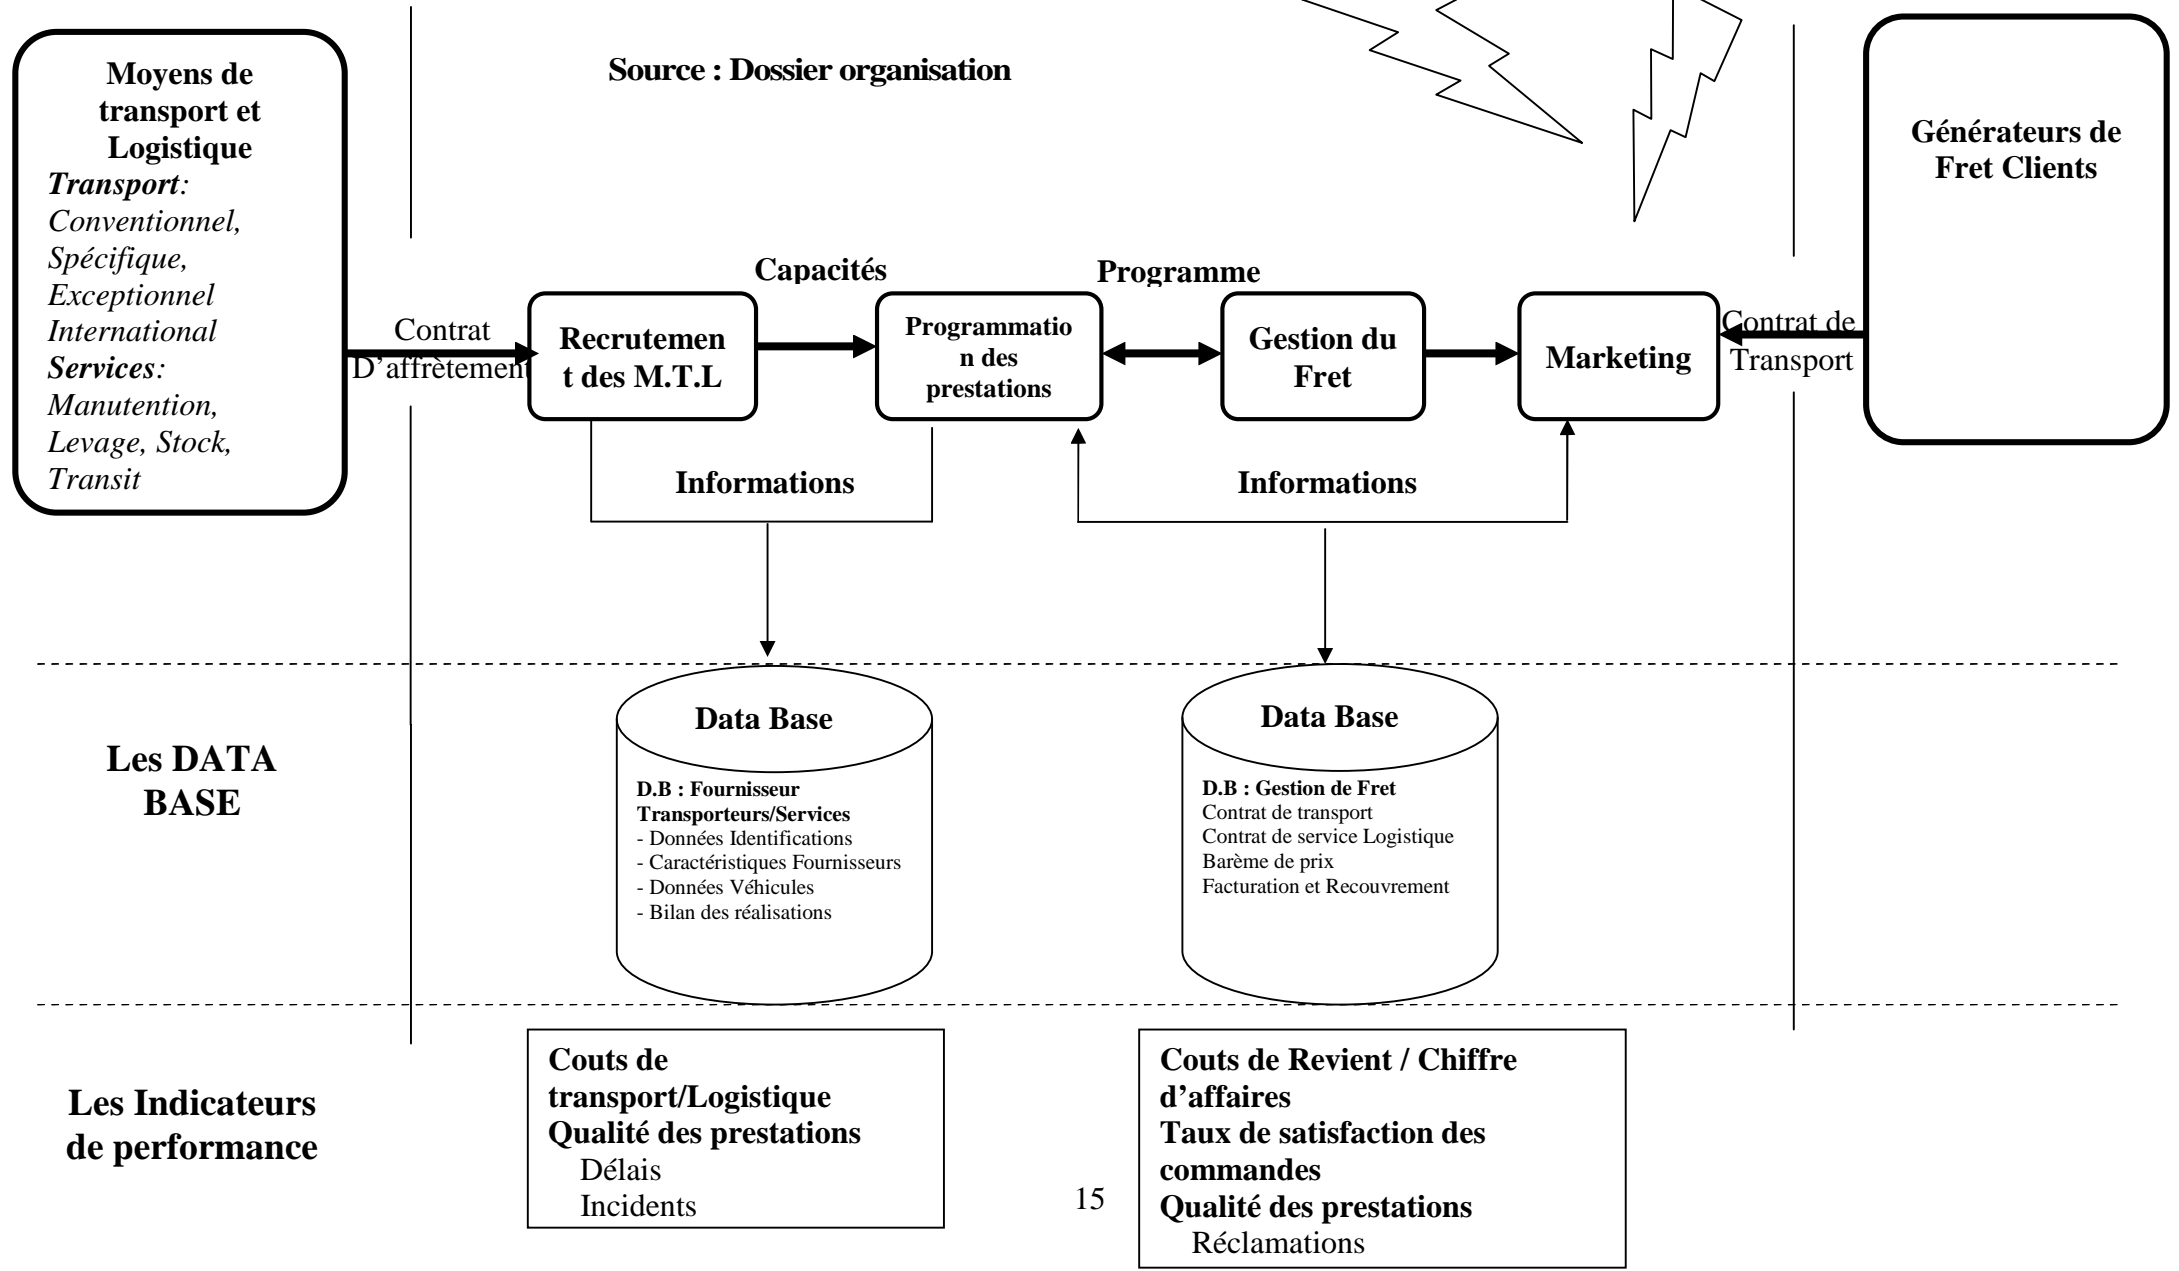 Moyens de
transport et
Logistique
Transport:
Conventionnel,
Spécifique,
Exceptionnel
International
Services:
Manutention,
Levage, Stock,
Transit
Source : Dossier organisation
Générateurs de
Fret Clients
Contrat
D'affrètement
Recrutemen
t des M.T.L
Capacités
Programmatio
n des
prestations
Programme
Gestion du
Fret
Marketing
Contrat de
Transport
Informations
Informations
Les DATA
BASE
Data Base
D.B : Fournisseur
Transporteurs/Services
- Données Identifications
- Caractéristiques Fournisseurs
- Données Véhicules
- Bilan des réalisations
Data Base
D.B : Gestion de Fret
Contrat de transport
Contrat de service Logistique
Barème de prix
Facturation et Recouvrement
Les Indicateurs
de performance
Couts de
transport/Logistique
Qualité des prestations
Délais
Incidents
15
Couts de Revient / Chiffre
d'affaires
Taux de satisfaction des
commandes
Qualité des prestations
Réclamations